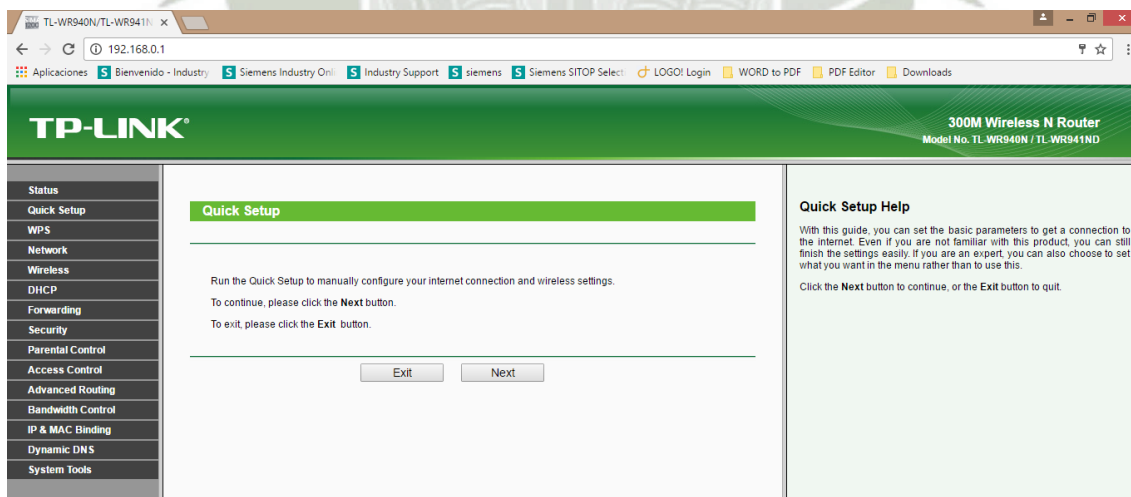 TL-WR940N/TL-WR941N
192.168.0.1
Aplicaciones Bienvenido - Industry Siemens Industry Onli Industry Support siemens Siemens SITOP Select LOGO! Login WORD to PDF PDF Editor Downloads
TP-LINK®
300M Wireless N Router
Model No. TL-WR940N / TL-WR941ND
Status
Quick Setup
WPS
Network
Wireless
DHCP
Forwarding
Security
Parental Control
Access Control
Advanced Routing
Bandwidth Control
IP & MAC Binding
Dynamic DNS
System Tools
Quick Setup
Run the Quick Setup to manually configure your internet connection and wireless settings.
To continue, please click the Next button.
To exit, please click the Exit button.
Exit Next
Quick Setup Help
With this guide, you can set the basic parameters to get a connection to
the internet. Even if you are not familiar with this product, you can still
finish the settings easily. If you are an expert, you can also choose to set
what you want in the menu rather than to use this.
Click the Next button to continue, or the Exit button to quit.